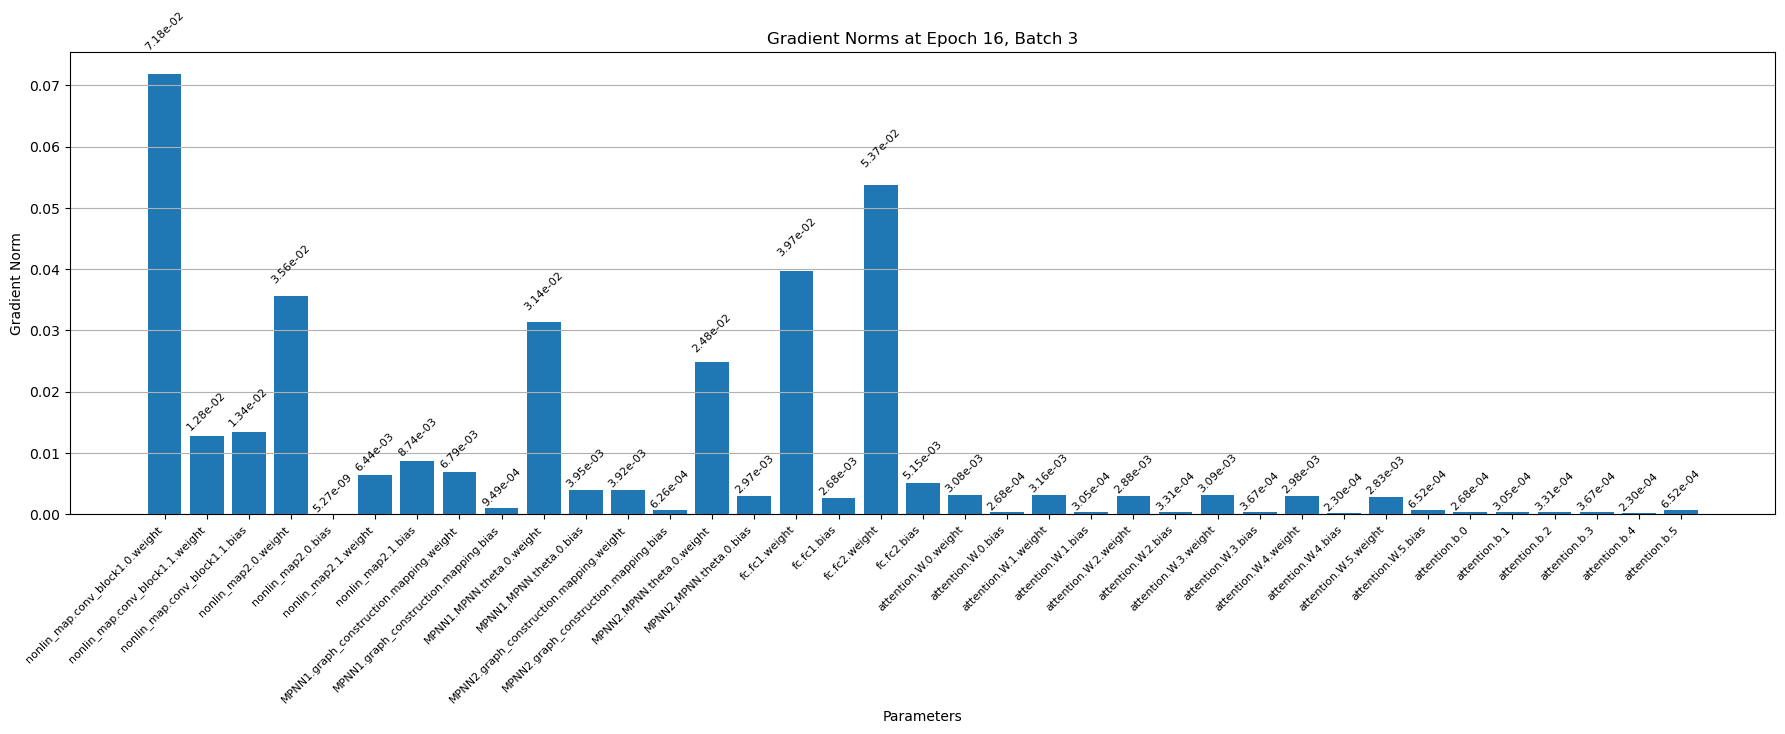 Gradient Norms at Epoch 16, Batch 3
Gradient Norm
0.07
0.06
0.05
0.04
0.03
0.02
0.01
0.00
7.18e-02
1.28e-02
1.34e-02
3.56e-02
5.27e-09
6.44e-03
8.74e-03
6.79e-03
9.49e-04
3.14e-02
3.95e-03
3.92e-03
6.26e-04
2.48e-02
2.97e-03
3.97e-02
2.68e-03
5.37e-02
5.15e-03
3.08e-03
2.68e-04
3.16e-03
3.05e-04
2.88e-03
3.31e-04
3.09e-03
3.67e-04
2.98e-03
2.30e-04
2.83e-03
6.52e-04
2.68e-04
3.05e-04
3.31e-04
3.67e-04
2.30e-04
6.52e-04
nonlin_map.conv_block1.0.weight
nonlin_map.conv_block1.1.weight
nonlin_map.conv_block1.1.bias
nonlin_map2.0.weight
nonlin_map2.0.bias
nonlin_map2.1.weight
nonlin_map2.1.bias
MPNN1.graph_construction.mapping.weight
MPNN1.graph_construction.mapping.bias
MPNN1.MPNN.theta.0.weight
MPNN1.MPNN.theta.0.bias
MPNN2.graph_construction.mapping.weight
MPNN2.graph_construction.mapping.bias
MPNN2.MPNN.theta.0.weight
MPNN2.MPNN.theta.0.bias
fc.fc1.weight
fc.fc1.bias
fc.fc2.weight
fc.fc2.bias
attention.W.0.weight
attention.W.0.bias
attention.W.1.weight
attention.W.1.bias
attention.W.2.weight
attention.W.2.bias
attention.W.3.weight
attention.W.3.bias
attention.W.4.weight
attention.W.4.bias
attention.W.5.weight
attention.W.5.bias
attention.b.0
attention.b.1
attention.b.2
attention.b.3
attention.b.4
attention.b.5
Parameters